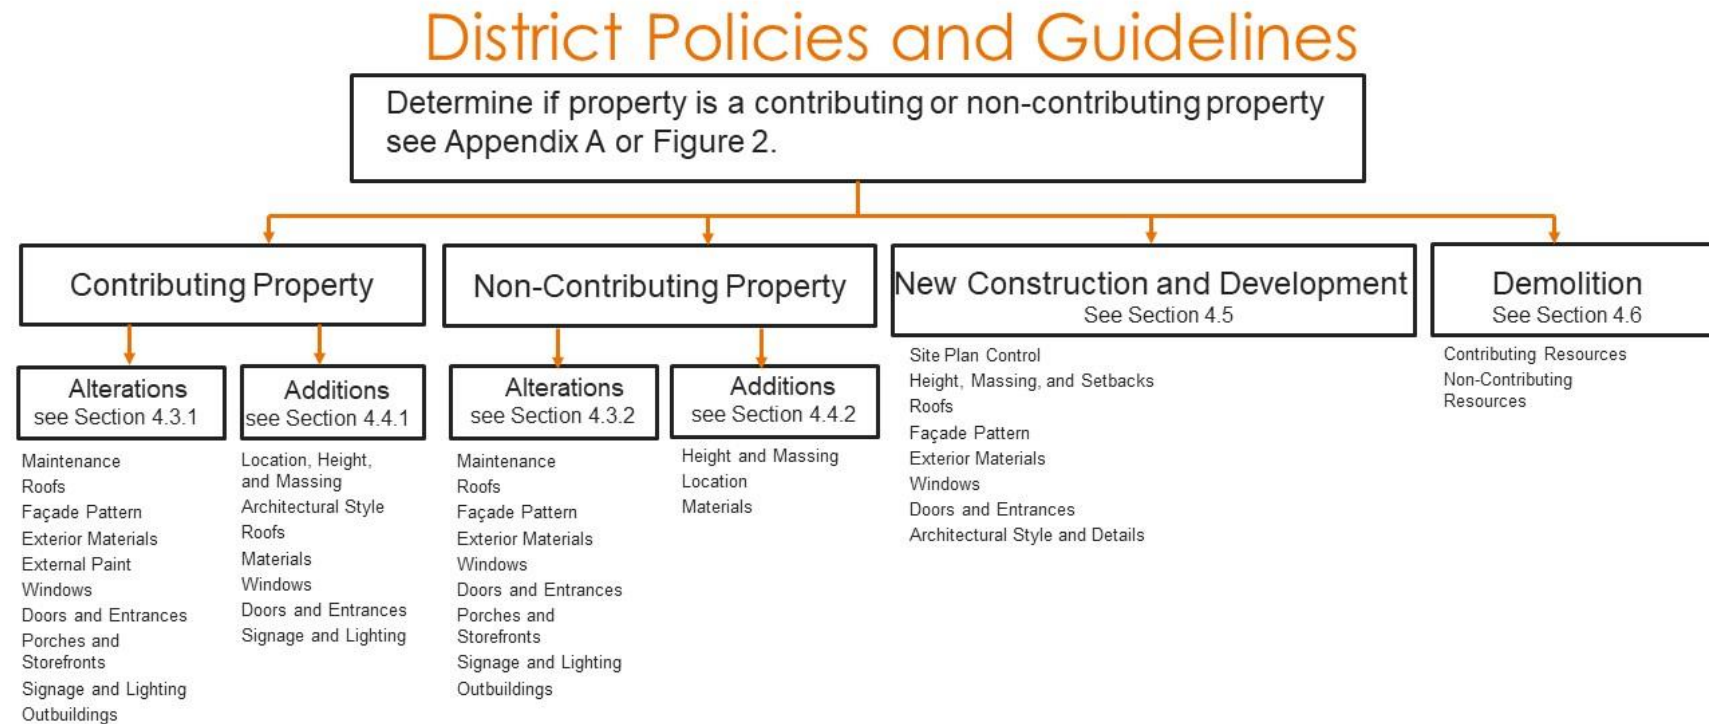 District Policies and Guidelines
Determine if property is a contributing or non-contributing property
see Appendix A or Figure 2.
Contributing Property
Non-Contributing Property
New Construction and Development
See Section 4.5
Demolition
See Section 4.6
Alterations
see Section 4.3.1
Maintenance
Roofs
Façade Pattern
Exterior Materials
External Paint
Windows
Doors and Entrances
Porches and
Storefronts
Signage and Lighting
Outbuildings
Additions
see Section 4.4.1
Location, Height,
and Massing
Architectural Style
Roofs
Materials
Windows
Doors and Entrances
Signage and Lighting
Alterations
see Section 4.3.2
Maintenance
Roofs
Façade Pattern
Exterior Materials
Windows
Doors and Entrances
Porches and
Storefronts
Signage and Lighting
Outbuildings
Additions
see Section 4.4.2
Height and Massing
Location
Materials
Site Plan Control
Height, Massing, and Setbacks
Roofs
Façade Pattern
Exterior Materials
Windows
Doors and Entrances
Architectural Style and Details
Contributing Resources
Non-Contributing
Resources